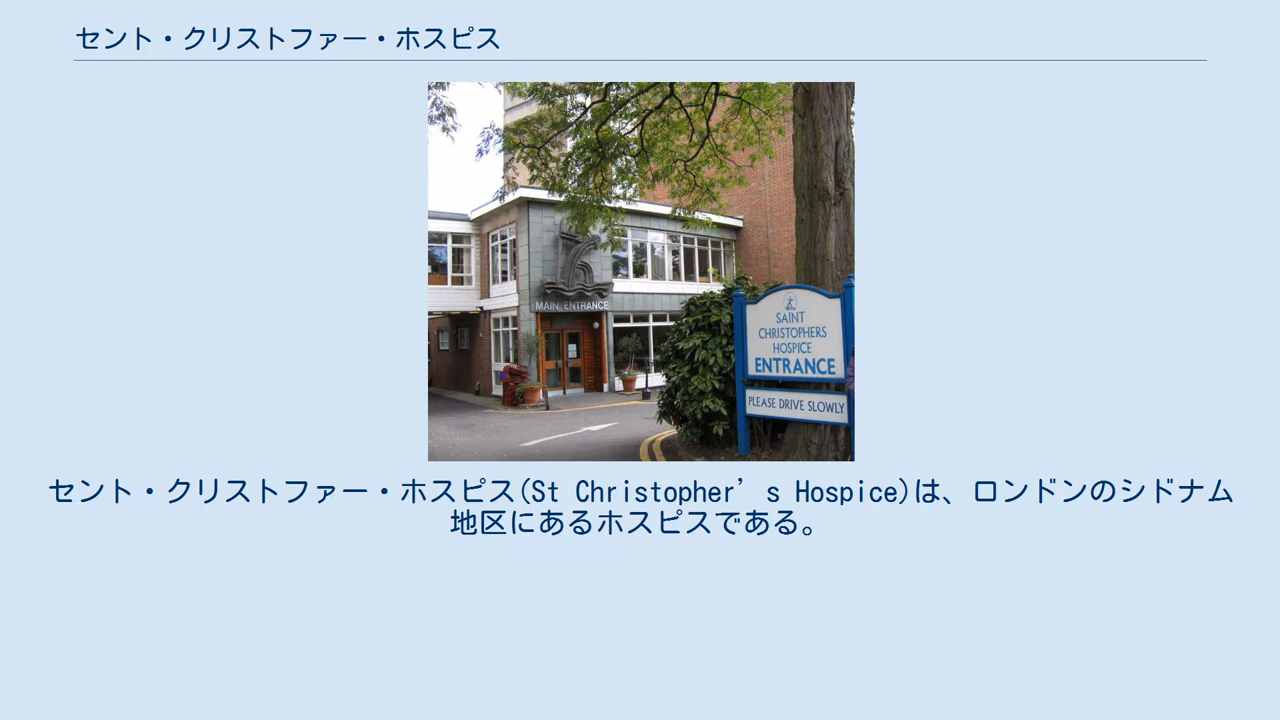 セント・クリストファー・ホスピス
MAIN ENTRANCE
SAINT
CHRISTOPHERS
HOSPICE
ENTRANCE
PLEASE DRIVE SLOWLY
セント・クリストファー・ホスピス(St Christopher’s Hospice)は、ロンドンのシドナム
地区にあるホスピスである。